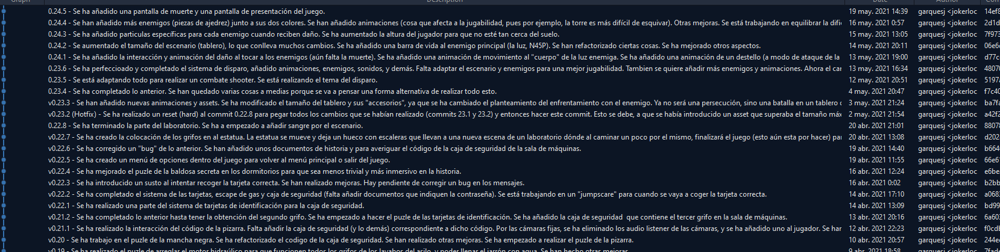 Graph Description Date Author Com
0.24.5 - Se ha añadido una pantalla de muerte y una pantalla de presentación del juego. 19 may. 2021 14:39 garquesj <jokerloc 14ef8
0.24.4 - Se han añadido más enemigos (piezas de ajedrez) junto a sus dos colores. Se han añadido animaciones (cosa que afecta a la jugabilidad, pues por ejemplo, la torre es más difícil de esquivar). Otras mejoras. Se está trabajando en equilibrar la difi 16 may. 2021 0:57 garquesj <jokerloc 2d1d
0.24.3 - Se ha añadido particulas específicas para cada enemigo cuando reciben daño. Se ha aumentado la altura del jugador para que no esté tan cerca del suelo. 15 may. 2021 13:05 garquesj <jokerloc 7f973
0.24.2 - Se aumentado el tamaño del escenario (tablero), lo que conlleva muchos cambios. Se ha añadido una barra de vida al enemigo principal (la luz, N45P). Se han refactorizado ciertas cosas. Se ha mejorado otros aspectos. 14 may. 2021 20:11 garquesj <jokerloc 06e6
0.24.1 - Se ha añadido la interacción y animación del daño al tocar a los enemigos (aún falta la muerte). Se ha añadido una animación de movimiento al "cuerpo" de la luz enemiga. Se ha añadido una animación de un destello (a modo de ataque de la 13 may. 2021 19:00 garquesj <jokerloc d77c
0.23.6 - Se ha perfeccioado y completado el sistema de disparo, añadido animaciones, enemigos, sonidos, y demás. Falta adaptar el escenario y enemigos para una mejor jugabilidad. Tambien se quiere añadir más enemigos y animaciones. Ahora el car 13 may. 2021 16:34 garquesj <jokerloc 4807
0.23.5 - Se está adaptando todo para realizar un combate shooter. Se está realizando el tema del disparo. 12 may. 2021 20:51 garquesj <jokerloc 5197
0.23.4 - Se ha completado lo anterior. Se han quedado varias cosas a medias porque se va a pensar una forma alternativa de realizar todo esto. 4 may. 2021 20:47 garquesj <jokerloc f7c40
v0.23.3 - Se han añadido nuevas animaciones y assets. Se ha modificado el tamaño del tablero y sus "accesorios", ya que se ha cambiado el planteamiento del enfrentamiento con el enemigo. Ya no será una persecución, sino una batalla en un tablero 3 may. 2021 21:24 garquesj <jokerloc ba7f
v0.23.2 (Hotfix) - Se ha realizado un reset (hard) al commit 0.22.8 para pegar todos los cambios que se habían realizado (commits 23.1 y 23.2) y entonces hacer este commit. Esto se debe, a que se había introducido un asset que superaba el tamaño máx 2 may. 2021 21:54 garquesj <jokerloc a42f2
0.22.8 - Se ha terminado la parte del laboratorio. Se ha a empezado a añadir sangre por el escenario. 20 abr. 2021 21:01 garquesj <jokerloc 8807
v0.22.7 - Se ha creado la colocación de los grifos en al estatua. La estatua se mueve y deja un hueco con escaleras que llevan a una nueva escena de un laboratorio dónde al caminar un poco por el mismo, finalizará el juego (esto aún esta por hacer) par 20 abr. 2021 13:08 garquesj <jokerloc d202
v0.22.6 - Se ha corregido un "bug" de lo anterior. Se han añadido unos documentos de historia y para averiguar el código de la caja de seguridad de la sala de máquinas. 19 abr. 2021 14:40 garquesj <jokerloc b664
v0.22.5 - Se ha creado un menú de opciones dentro del juego para volver al menú principal o salir del juego. 19 abr. 2021 11:55 garquesj <jokerloc 66e6
v0.22.4 - Se ha mejorado el puzle de la baldosa secreta en los dormitorios para que sea menos trivial y más inmersivo en la historia. 16 abr. 2021 12:24 garquesj <jokerloc e6be
v0.22.3 - Se ha introducido un susto al intentar recoger la tarjeta correcta. Se han realizado mejoras. Hay pendiente de corregir un bug en los mensajes. 16 abr. 2021 0:02 garquesj <jokerloc b2bb
v0.22.2 - Se ha completado el sistema de las tarjetas, escape de gas y caja de seguridad (falta añadir documentos que indiquen la contraseña). Se está trabajando en un "jumpscare" para cuando se vaya a coger la tarjeta correcta. 14 abr. 2021 17:10 garquesj <jokerloc a068
v0.22.1 - Se ha realizado una parte del sistema de tarjetas de identificación para la caja de seguridad. 14 abr. 2021 13:09 garquesj <jokerloc bd99
v0.21.2 - Se ha completado lo anterior hasta tener la obtención del segundo grifo. Se ha empezado a hacer el puzle de las tarjetas de identificación. Se ha añadido la caja de seguridad que contiene el tercer grifo en la sala de máquinas. 13 abr. 2021 20:16 garquesj <jokerloc 6a60
v0.21.1 - Se ha realizado la interacción del código de la pizarra. Falta añadir la caja de seguridad (y lo demás) correspondiente a dicho código. Por las cámaras fijas, se ha eliminado los audio listener de las cámaras, y se ha añadido uno al jugador. Se har 12 abr. 2021 22:23 garquesj <jokerloc f0cd
v0.20 - Se ha trabajo en el puzle de la mancha negra. Se ha refactorizado el codigo de la caja de seguridad. Son realizado otras mejoras. Se ha empezado a realizar el puzle de la pizarra. 10 abr. 2021 20:57 garquesj <jokerloc 244e
v0.19 - Se ha realizado el puzle de arreglar el motor hidraúlico para que funcionen todos los grifos de los lavabos del asilo, y poder llenar el jarrón con agua. Se han hecho otras mejoras. 9 abr. 2021 18:58 garquesj <jokerloc 7fad